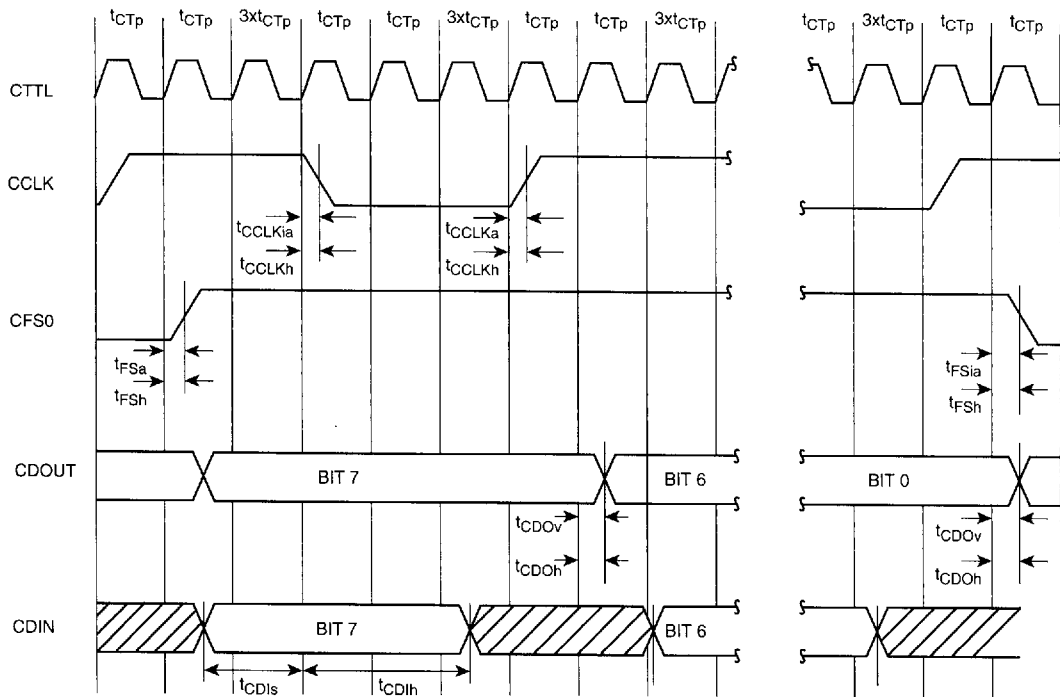 tCTp tCTp 3xtCTp tCTp tCTp 3xtCTp tCTp tCTp 3xtCTp tCTp 3xtCTp tCTp tCTp
CTTL
CCLK
tCCLKia tCCLKa
tCCLKh tCCLKh
CFS0
tFSa tFSia
tFSh tFSh
CDOUT BIT 7 BIT 6 BIT 0
tCDOv tCDOv
tCDOh tCDOh
CDIN BIT 7 BIT 6
tCDIs tCDIh